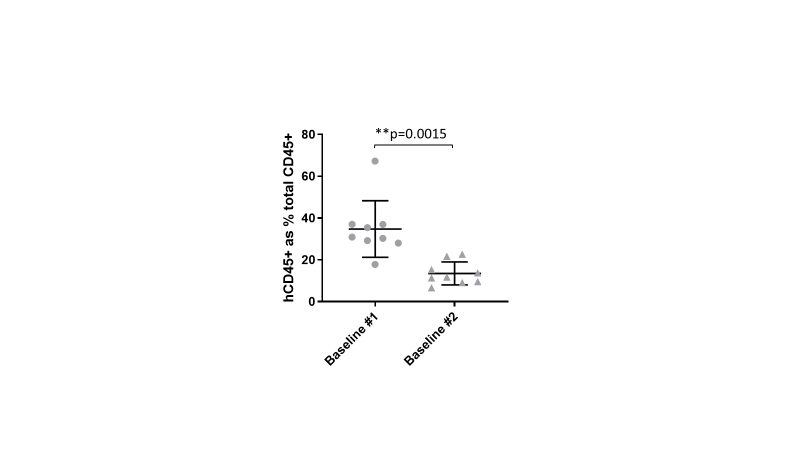 **p=0.0015
hCD45+ as % total CD45+
80
60
40
20
0
Baseline #1
Baseline #2